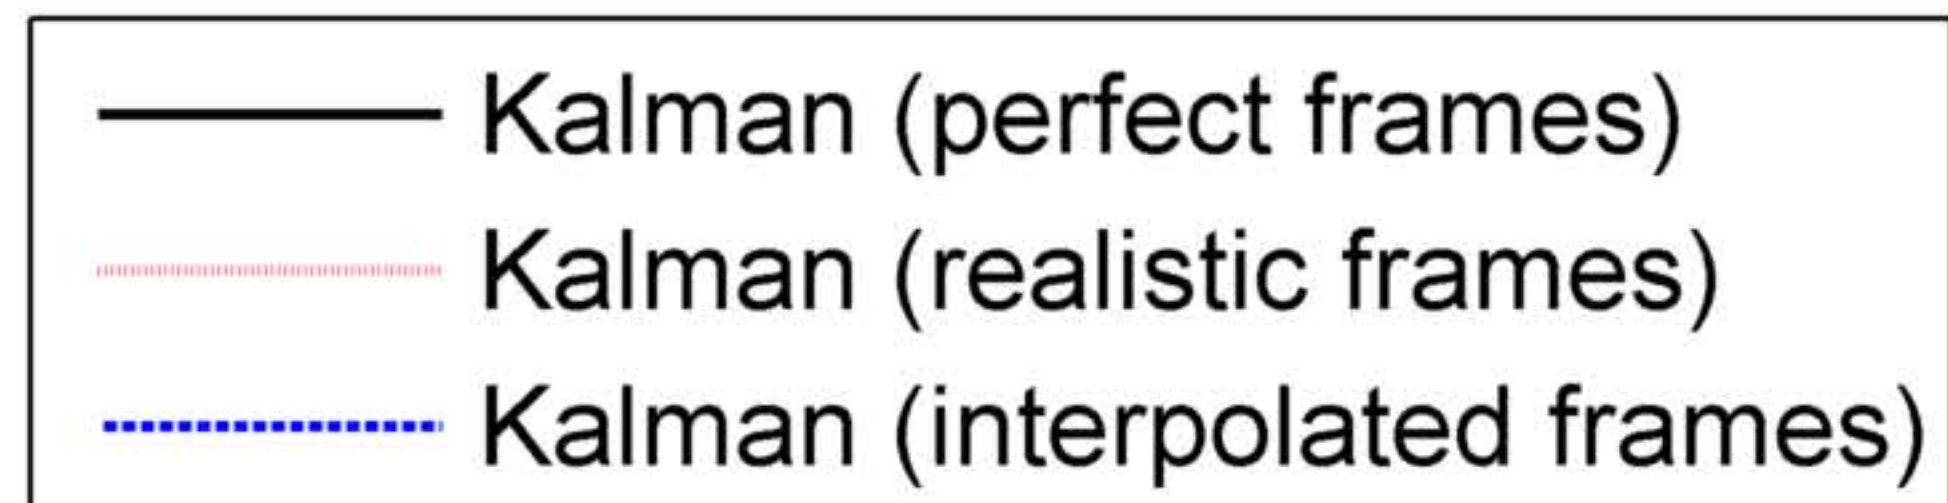 Kalman (perfect frames)
Kalman (realistic frames)
Kalman (interpolated frames)